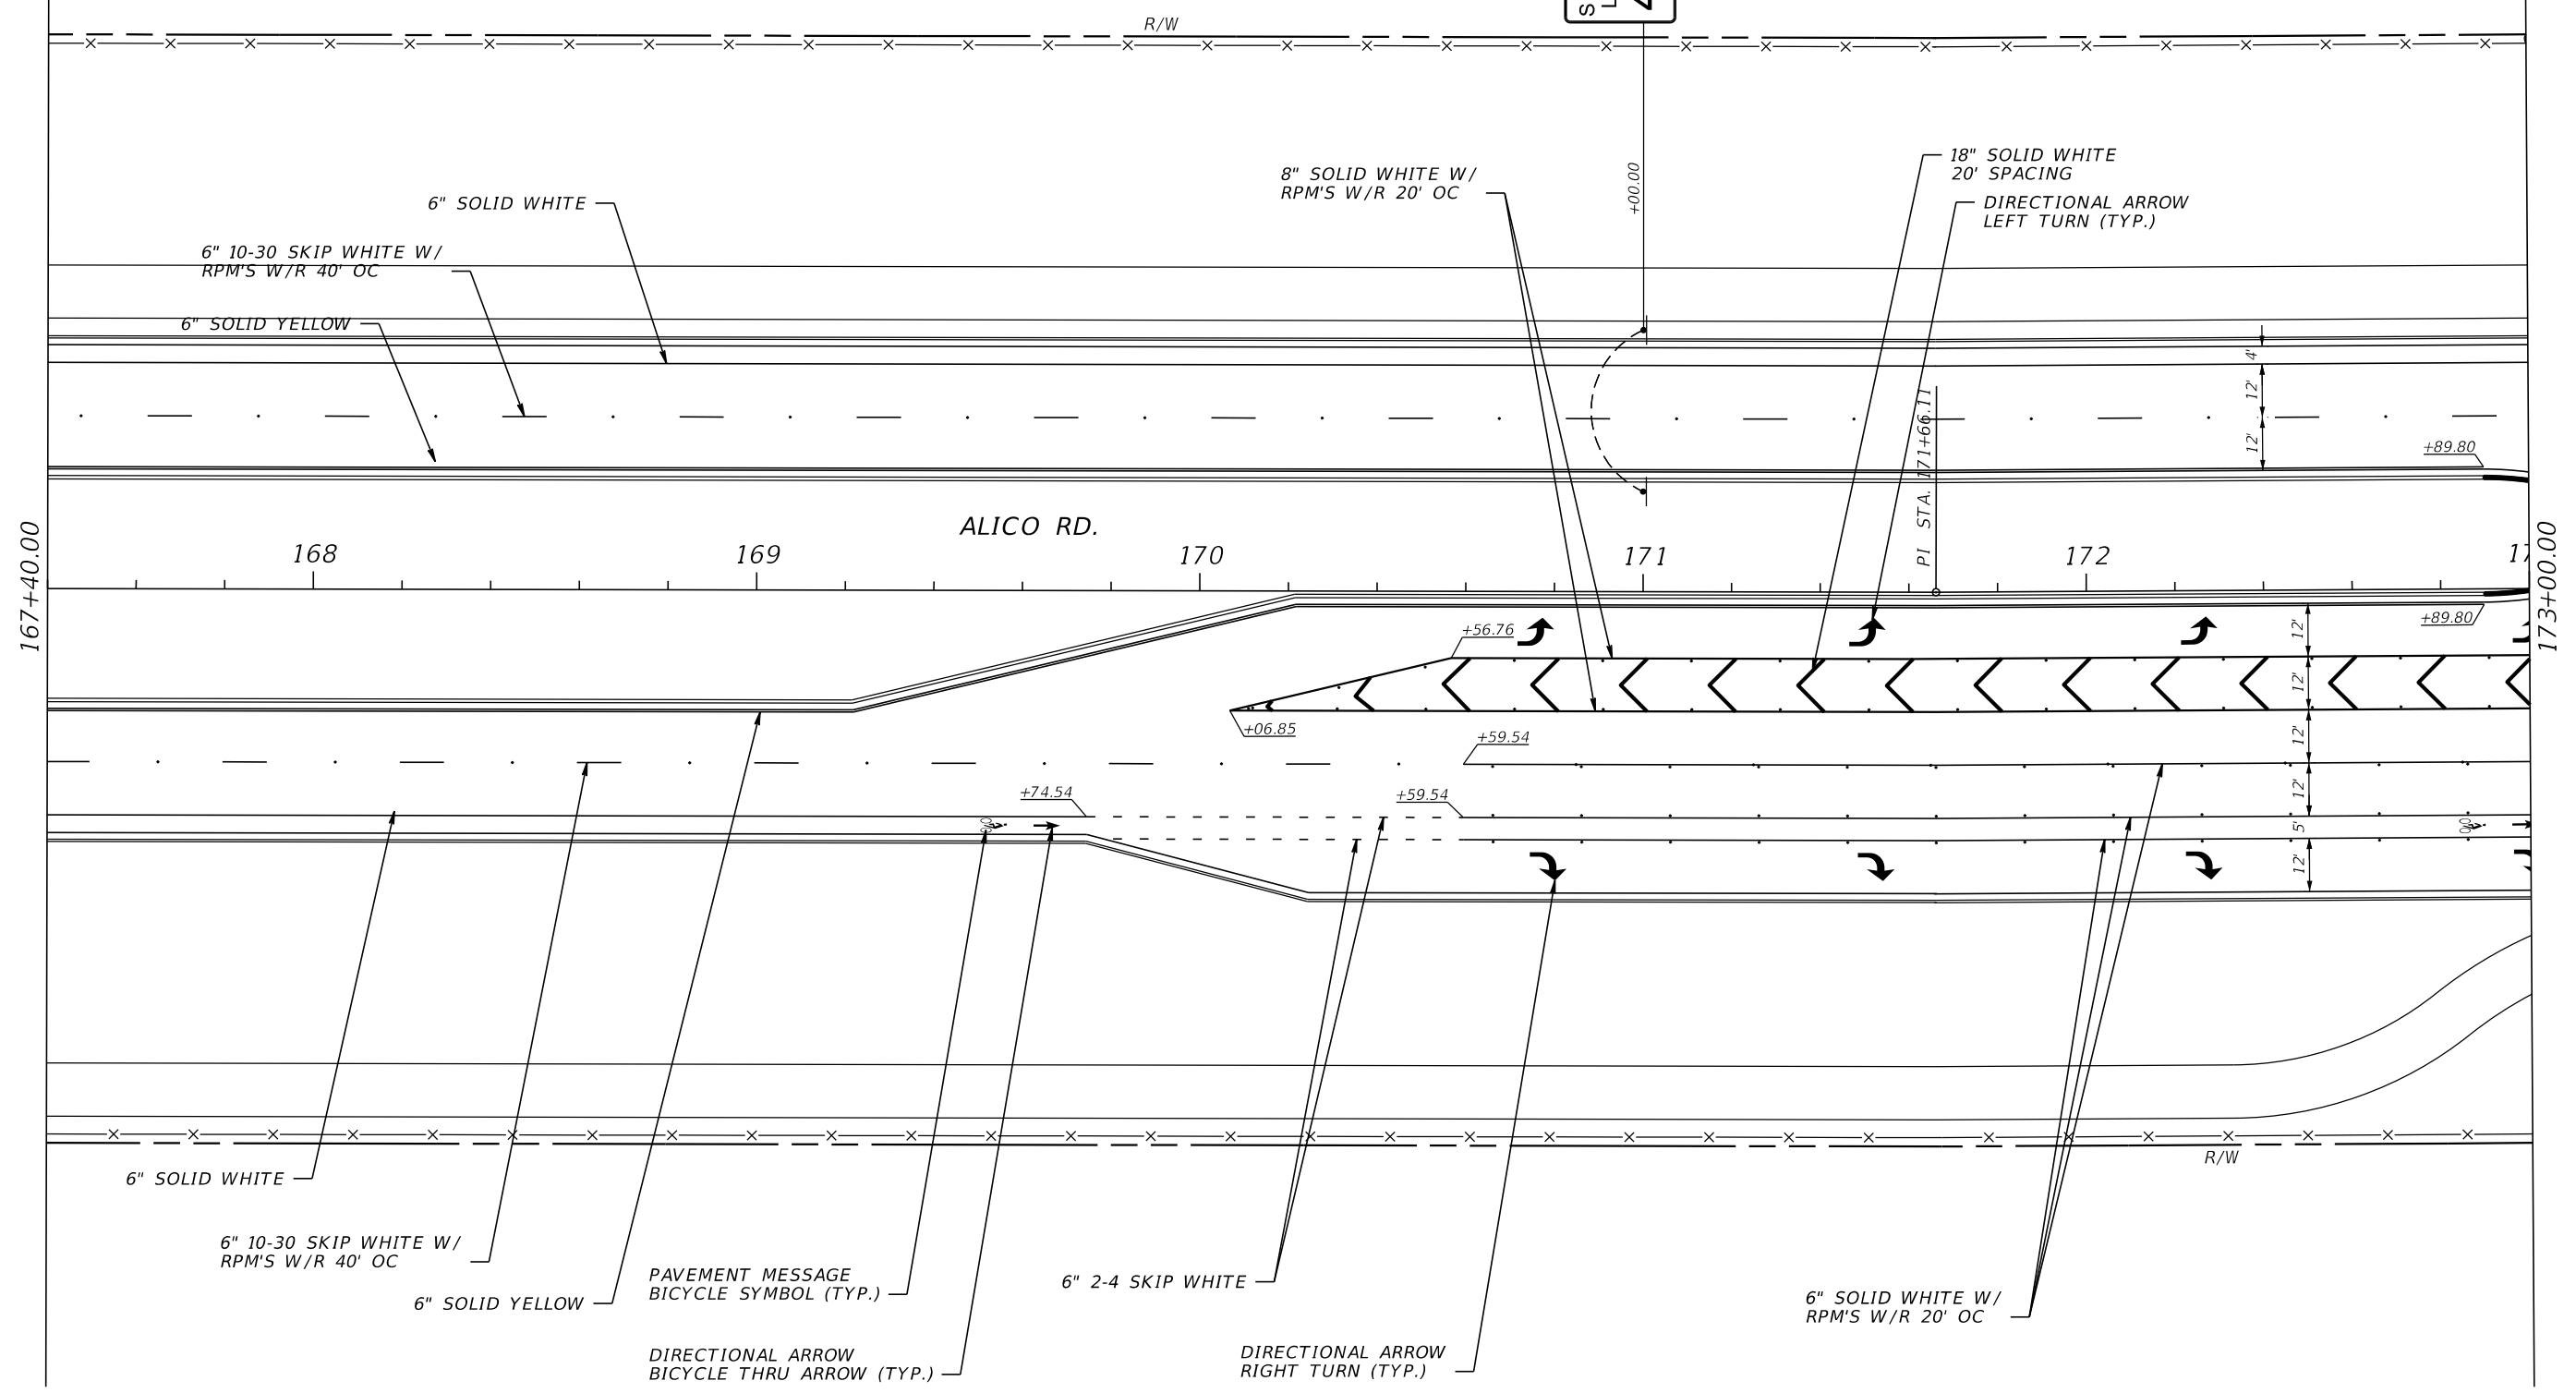 R/W
S
L
+00.00
8" SOLID WHITE W/
RPM'S W/R 20' OC
18" SOLID WHITE
20' SPACING
DIRECTIONAL ARROW
LEFT TURN (TYP.)
6" SOLID WHITE
6" 10-30 SKIP WHITE W/
RPM'S W/R 40' OC
6" SOLID YELLOW
4'
12'
12'
+89.80
PI STA. 171+66.11
ALICO RD.
167+40.00
168
169
170
171
172
17
173+00.00
+56.76
+89.80
12'
12'
+06.85
+59.54
12'
+74.54
+59.54
12'
5'
12'
R/W
6" SOLID WHITE
6" 10-30 SKIP WHITE W/
RPM'S W/R 40' OC
6" SOLID YELLOW
PAVEMENT MESSAGE
BICYCLE SYMBOL (TYP.)
DIRECTIONAL ARROW
BICYCLE THRU ARROW (TYP.)
6" 2-4 SKIP WHITE
DIRECTIONAL ARROW
RIGHT TURN (TYP.)
6" SOLID WHITE W/
RPM'S W/R 20' OC